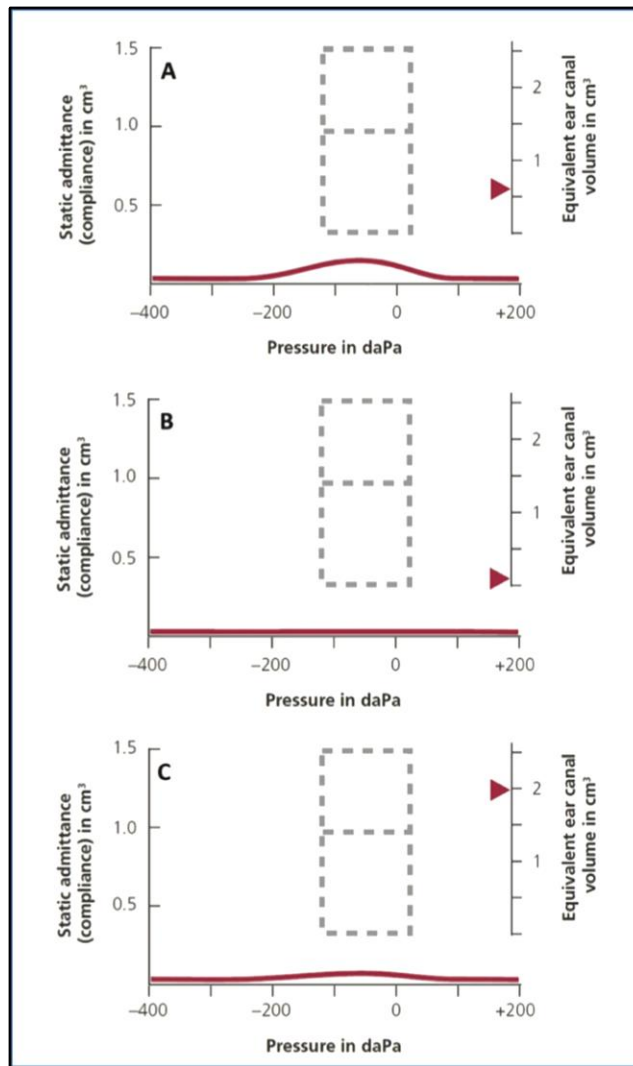 A
Static admittance
(compliance) in cm³
1.5
1.0
0.5
2
1
Equivalent ear canal
volume in cm³
−400
−200
0
+200
Pressure in daPa
B
Static admittance
(compliance) in cm³
1.5
1.0
0.5
2
1
Equivalent ear canal
volume in cm³
−400
−200
0
+200
Pressure in daPa
C
Static admittance
(compliance) in cm³
1.5
1.0
0.5
2
1
Equivalent ear canal
volume in cm³
−400
−200
0
+200
Pressure in daPa